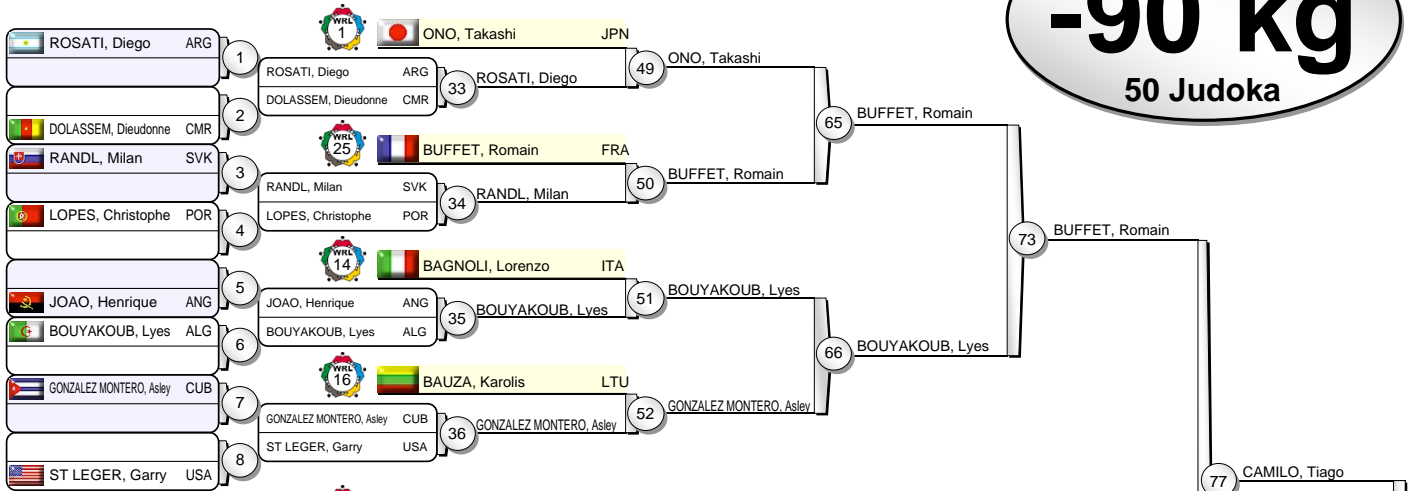 -90 kg
50 Judoka
ROSATI, Diego ARG
1
DOLASSEM, Dieudonne CMR
2
RANDL, Milan SVK
3
LOPES, Christophe POR
4
JOAO, Henrique ANG
5
BOUYAKOUB, Lyes ALG
6
GONZALEZ MONTERO, Asley CUB
7
ST LEGER, Garry USA
8
WRL 1
ONO, Takashi JPN
ROSATI, Diego ARG
DOLASSEM, Dieudonne CMR
33
ROSATI, Diego
49
ONO, Takashi
WRL 25
BUFFET, Romain FRA
RANDL, Milan SVK
LOPES, Christophe POR
34
RANDL, Milan
50
BUFFET, Romain
WRL 14
BAGNOLI, Lorenzo ITA
JOAO, Henrique ANG
BOUYAKOUB, Lyes ALG
35
BOUYAKOUB, Lyes
51
BOUYAKOUB, Lyes
WRL 16
BAUZA, Karolis LTU
GONZALEZ MONTERO, Asley CUB
ST LEGER, Garry USA
36
GONZALEZ MONTERO, Asley
52
GONZALEZ MONTERO, Asley
65
BUFFET, Romain
66
BOUYAKOUB, Lyes
73
BUFFET, Romain
77
CAMILO, Tiago